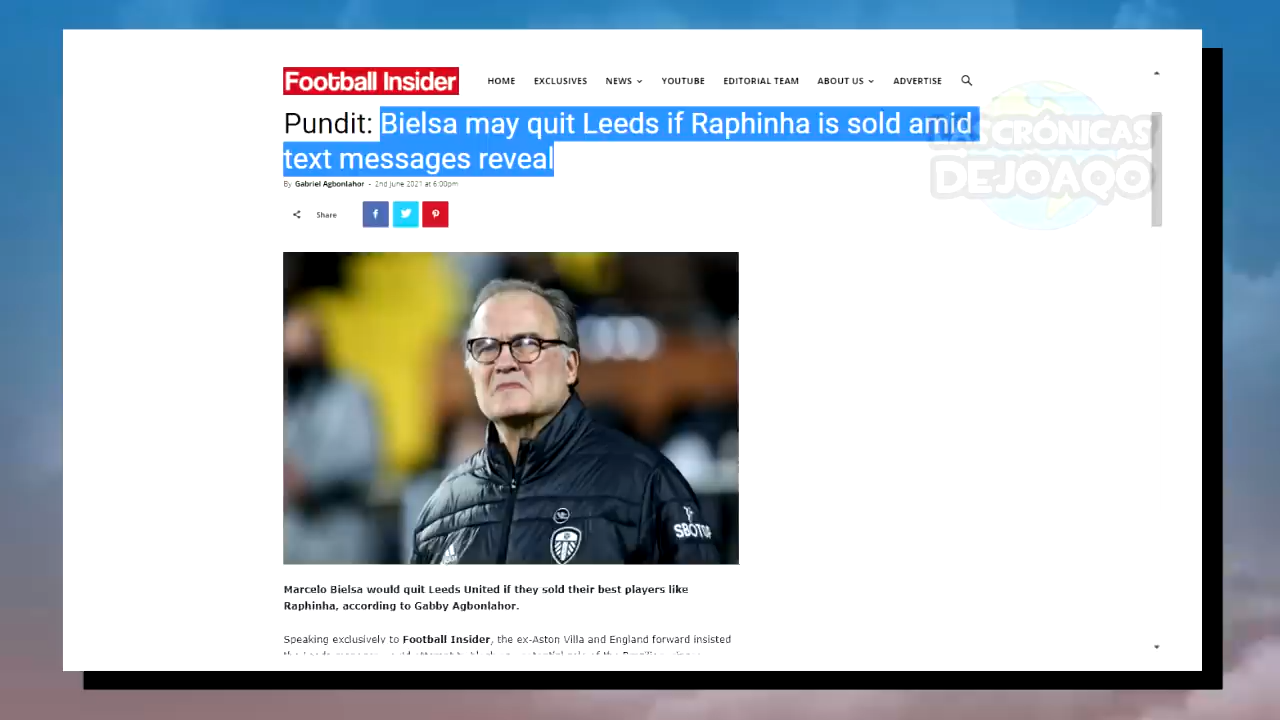 Football Insider
HOME EXCLUSIVES NEWS YOUTUBE EDITORIAL TEAM ABOUT US ADVERTISE
Pundit: Bielsa may quit Leeds if Raphinha is sold amid
text messages reveal
CRÓNICAS
DEJOAQO
By Gabriel Agbonlahor - 2nd June 2021 at 6:00pm
Share
SBOTOP
Marcelo Bielsa would quit Leeds United if they sold their best players like
Raphinha, according to Gabby Agbonlahor.
Speaking exclusively to Football Insider, the ex-Aston Villa and England forward insisted